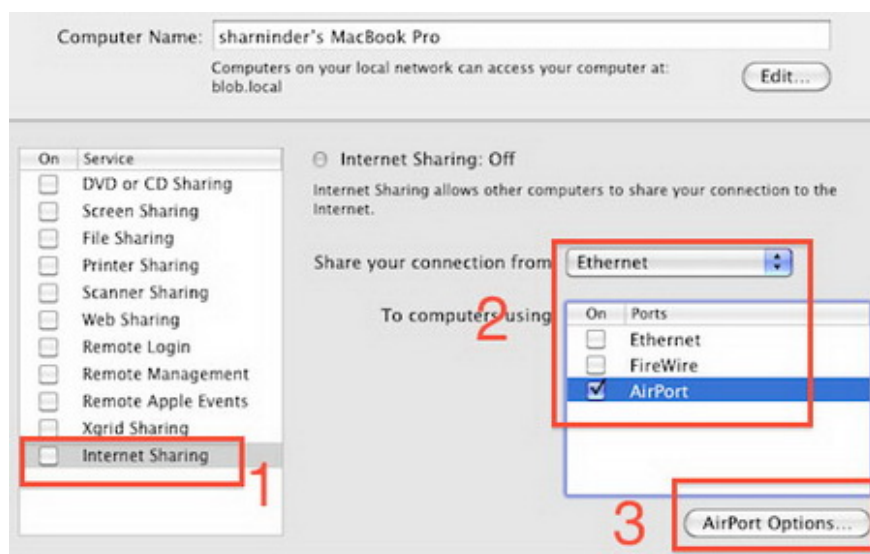 Computer Name: sharninder's MacBook Pro
Computers on your local network can access your computer at:
blob.local
Edit...
On Service
DVD or CD Sharing
Screen Sharing
File Sharing
Printer Sharing
Scanner Sharing
Web Sharing
Remote Login
Remote Management
Remote Apple Events
Xgrid Sharing
Internet Sharing
1
Internet Sharing: Off
Internet Sharing allows other computers to share your connection to the
Internet.
Share your connection from Ethernet
To computers using
2
On Ports
Ethernet
FireWire
AirPort
3
AirPort Options...